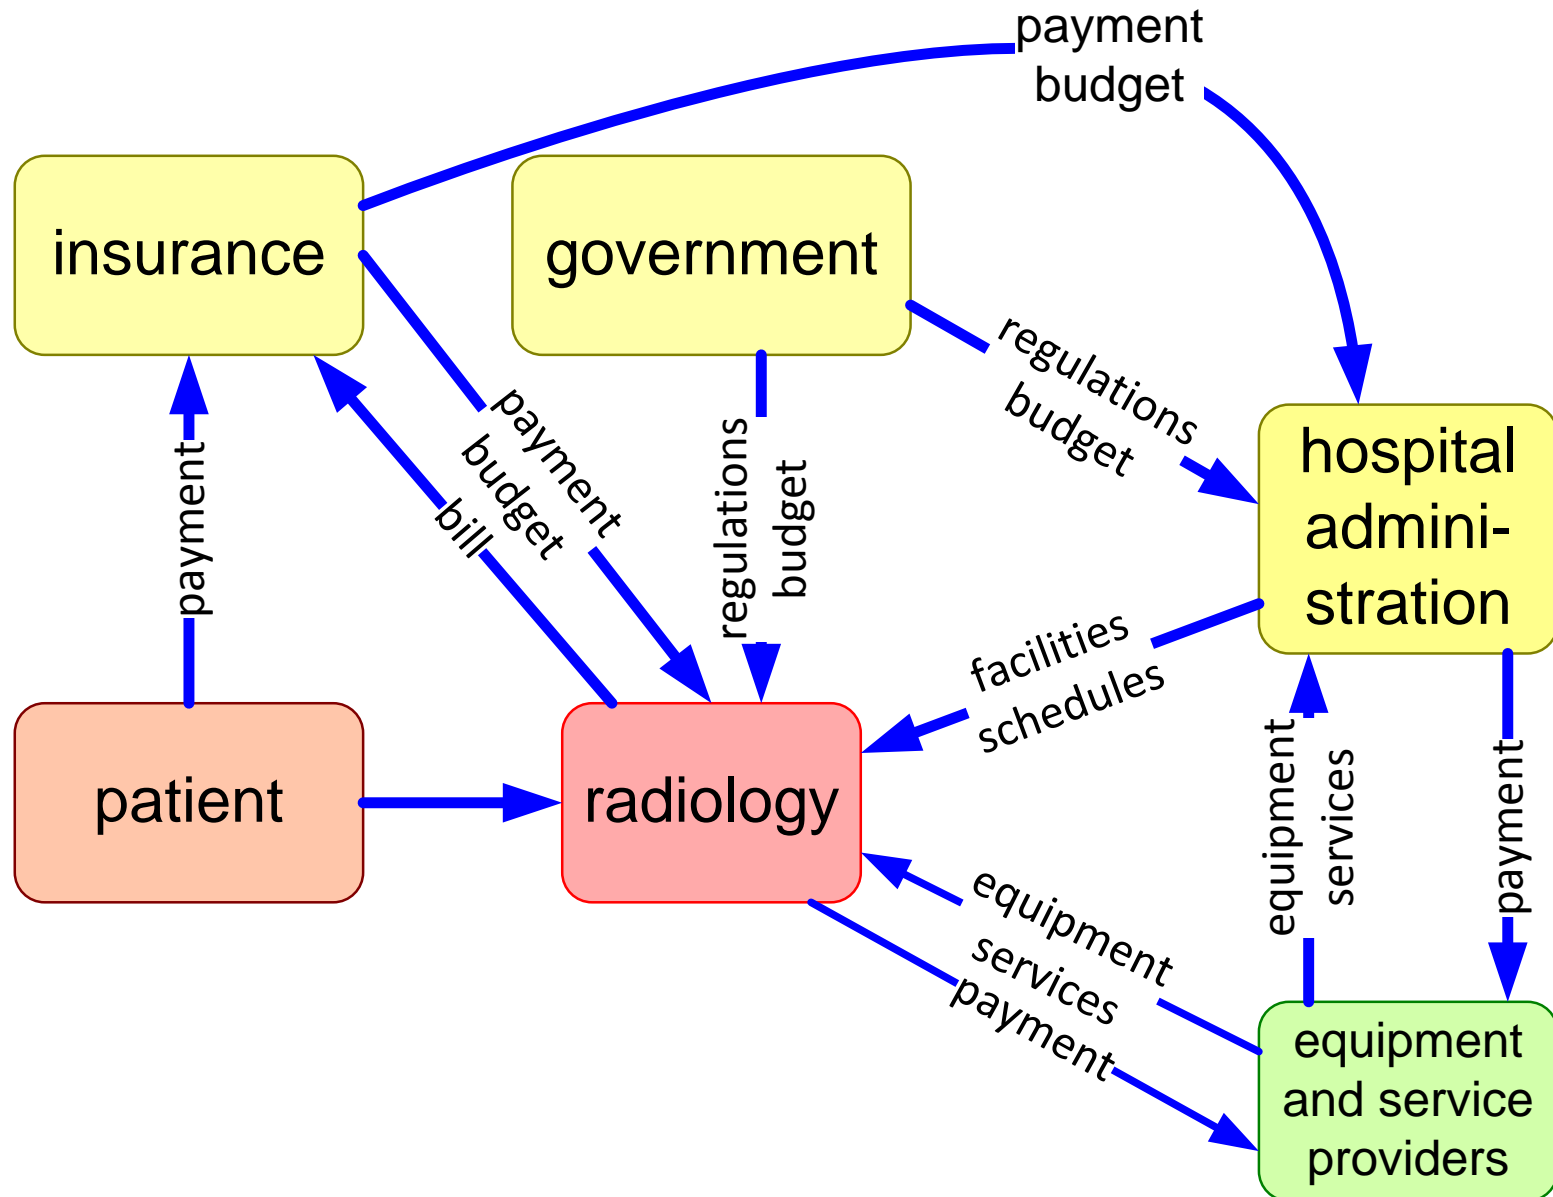 payment
budget
insurance
government
regulations
budget
payment
budget
bill
regulations
budget
payment
hospital
admini-
stration
facilities
schedules
patient
radiology
equipment
services
payment
equipment
services
payment
equipment
and service
providers